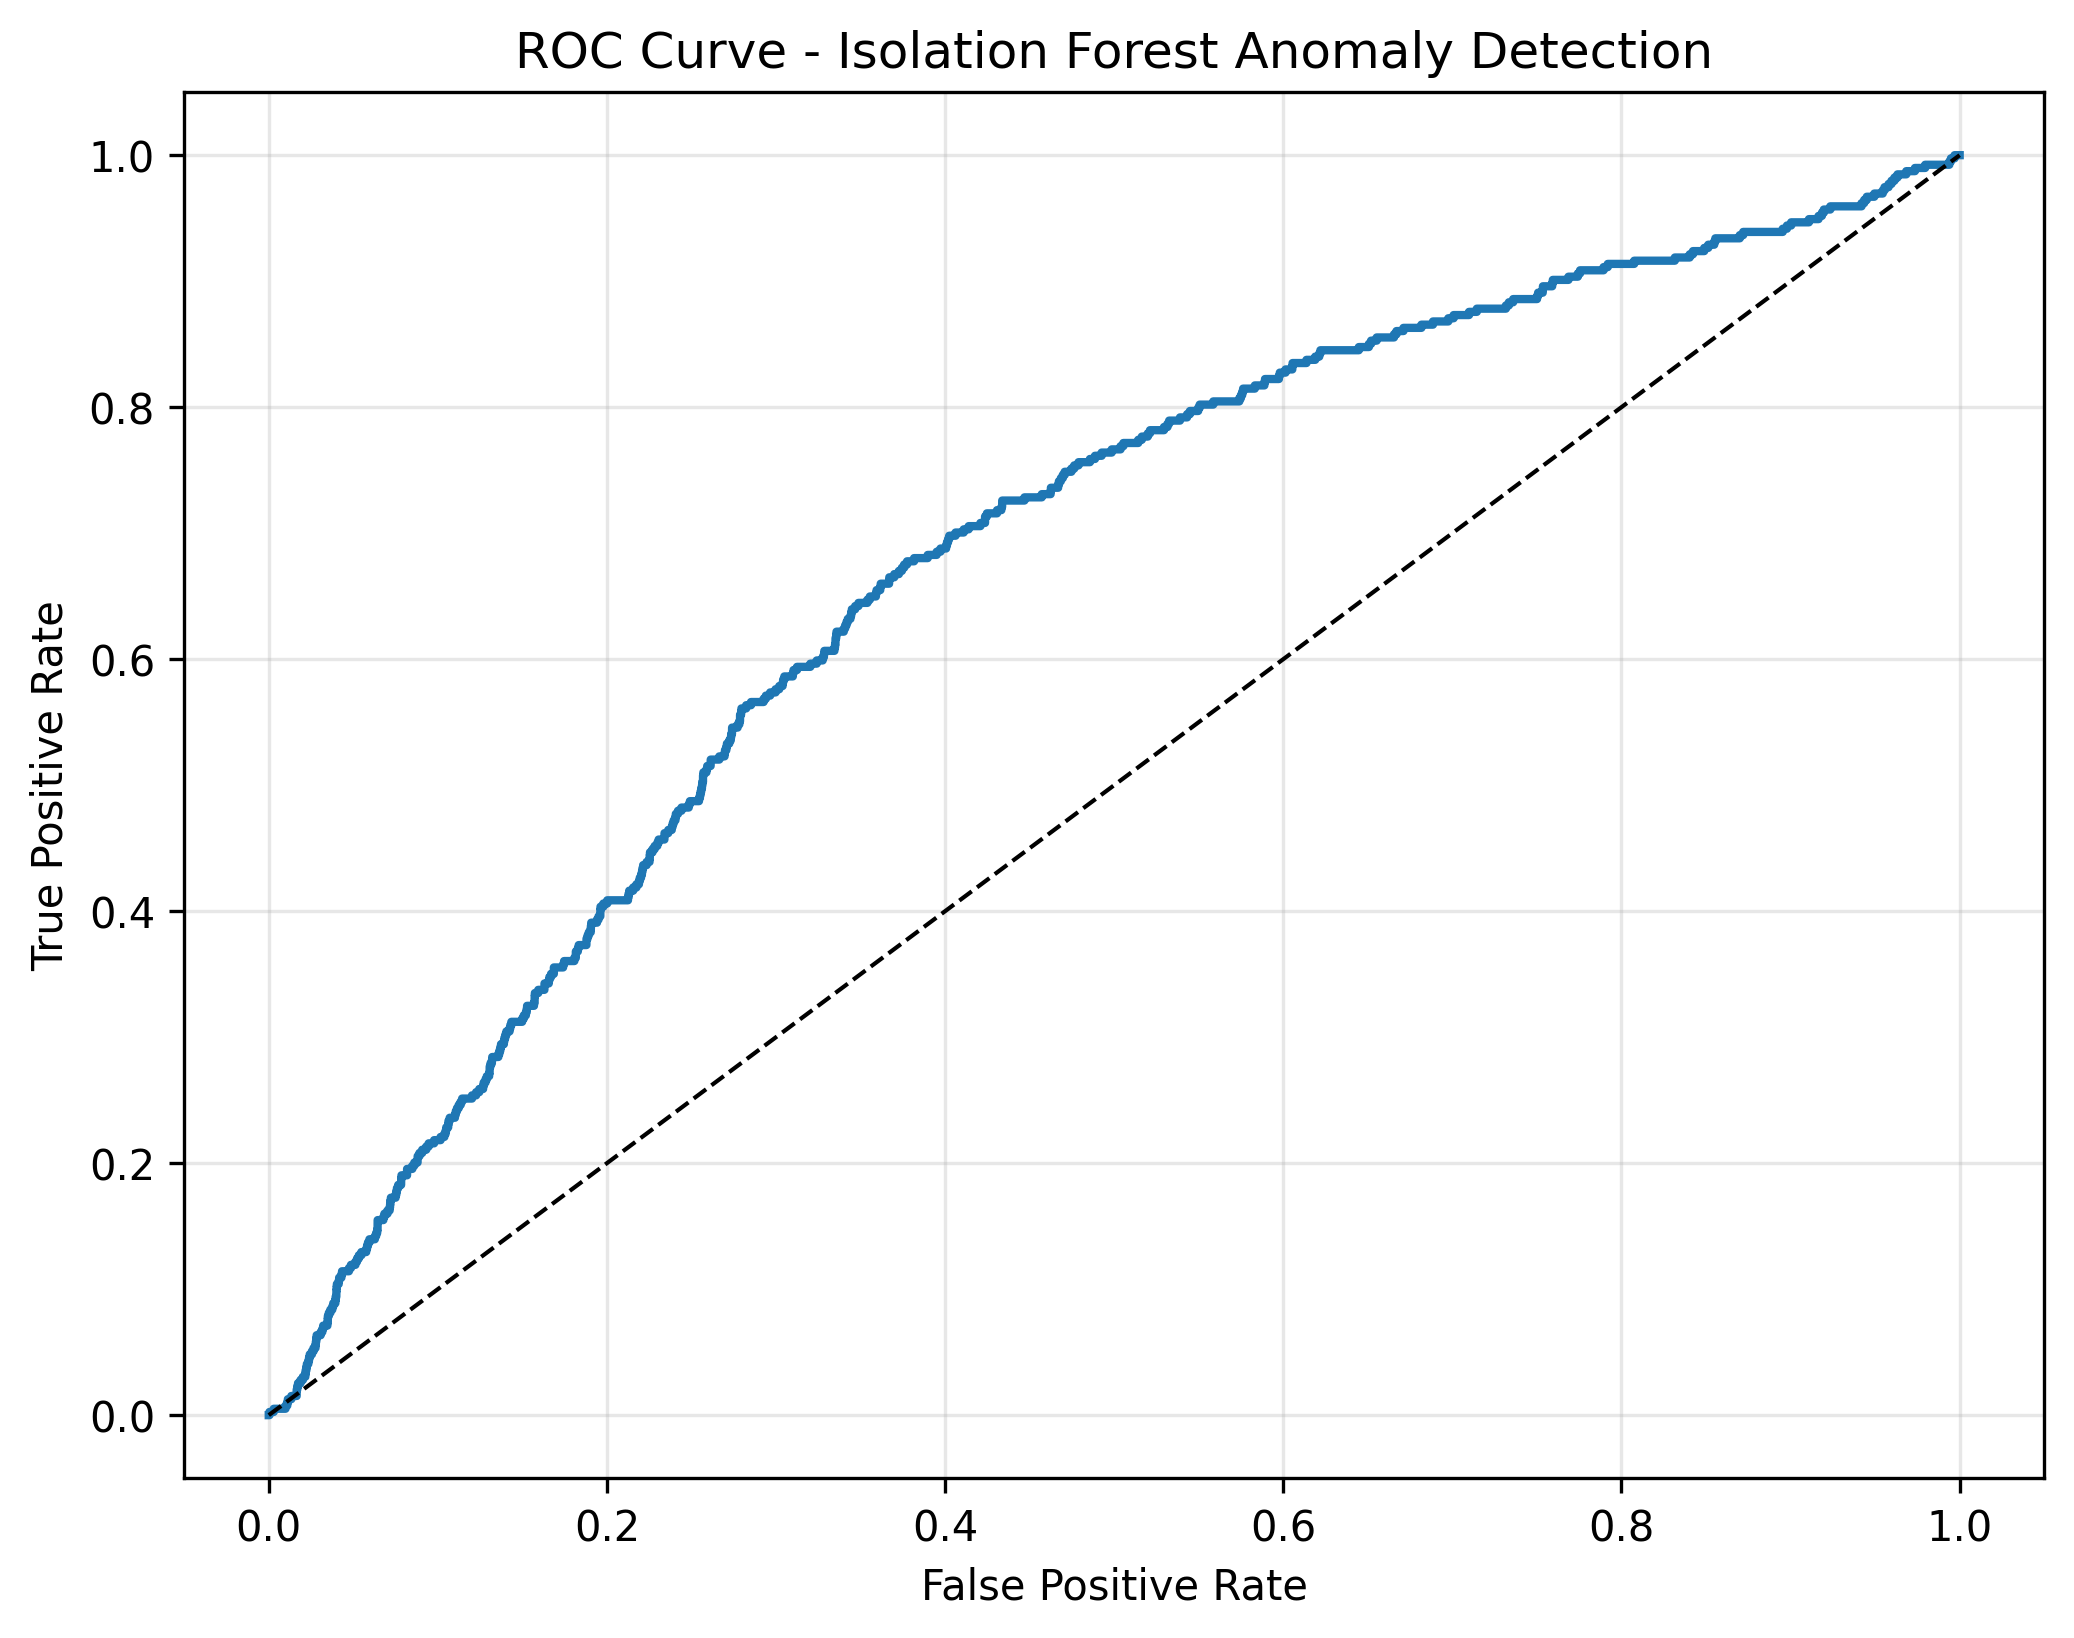 ROC Curve - Isolation Forest Anomaly Detection
True Positive Rate
1.0
0.8
0.6
0.4
0.2
0.0
0.0 0.2 0.4 0.6 0.8 1.0
False Positive Rate